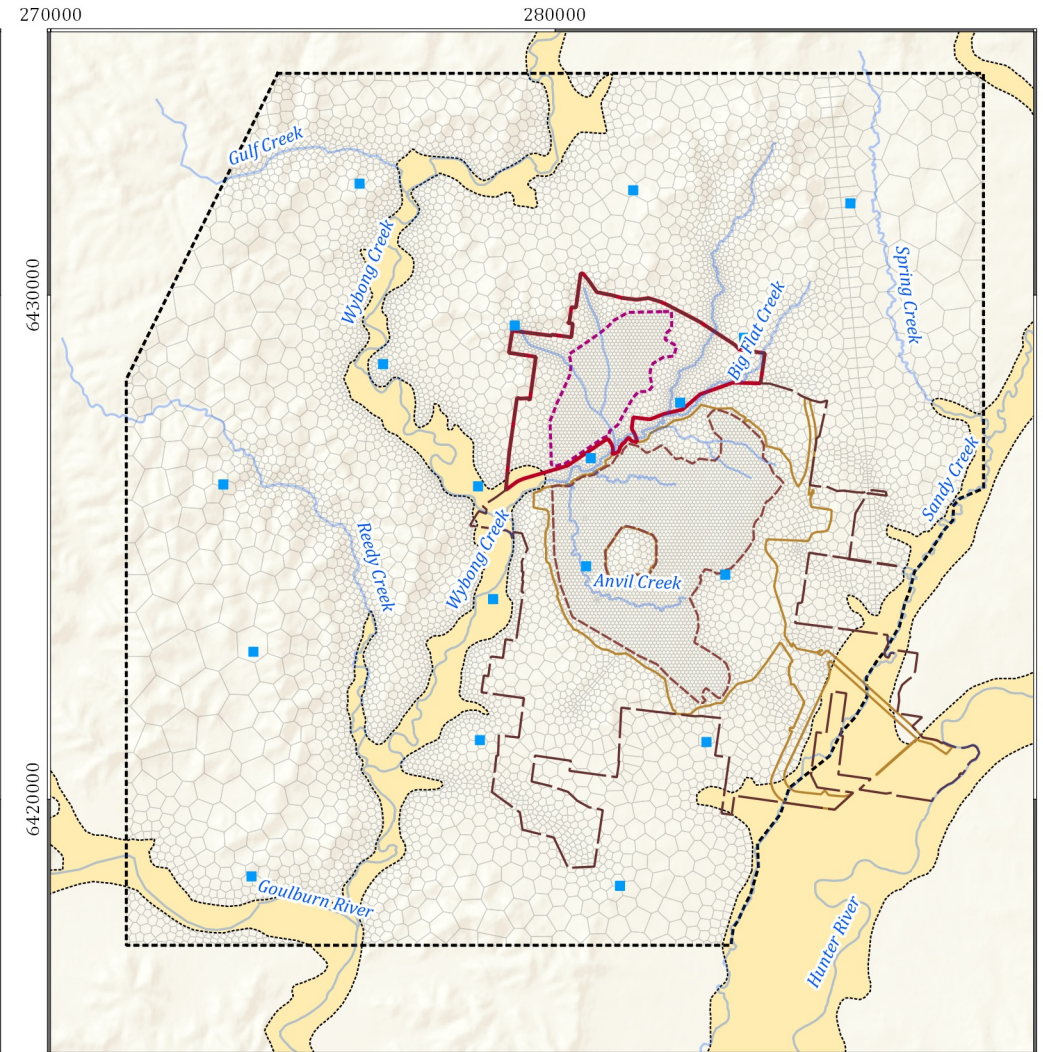 270000
280000
Gulf Creek
Wybong Creek
6430000
Spring Creek
Big Flat Creek
Sandy Creek
Reedy Creek
Wybong Creek
Anvil Creek
6420000
Goulburn River
Hunter River